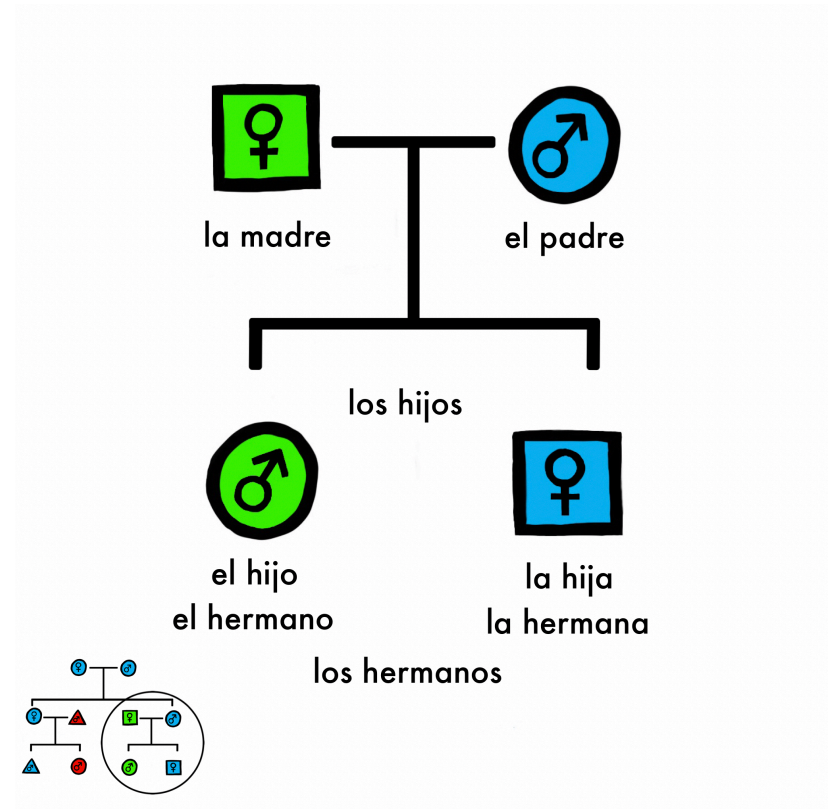 la madre
el padre
los hijos
el hijo
el hermano
la hija
la hermana
los hermanos